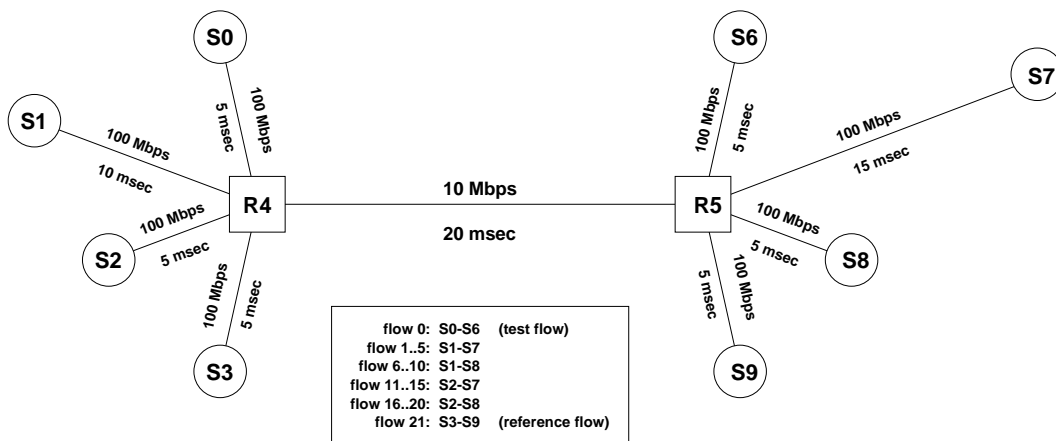 S0
S6
S7
S1
100 Mbps
5 msec
100 Mbps
5 msec
100 Mbps
15 msec
100 Mbps
10 msec
R4
10 Mbps
20 msec
R5
100 Mbps
5 msec
S2
100 Mbps
5 msec
S8
100 Mbps
5 msec
100 Mbps
5 msec
S3
S9
flow 0: S0-S6 (test flow)
flow 1..5: S1-S7
flow 6..10: S1-S8
flow 11..15: S2-S7
flow 16..20: S2-S8
flow 21: S3-S9 (reference flow)